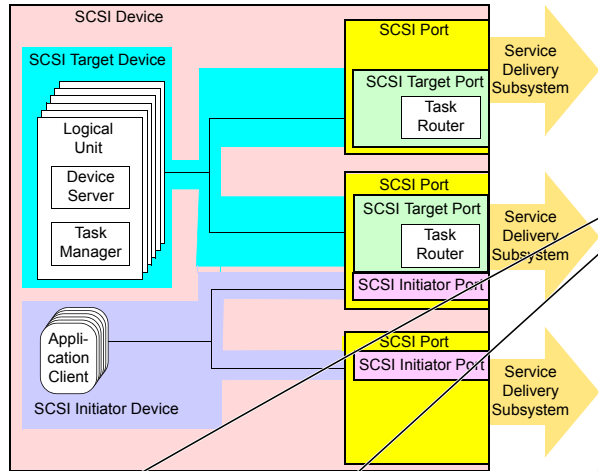 SCSI Device
SCSI Target Device
Logical
Unit
Device
Server
Task
Manager
SCSI Port
SCSI Target Port
Task
Router
Service
Delivery
Subsystem
SCSI Port
SCSI Target Port
Task
Router
SCSI Initiator Port
Service
Delivery
Subsystem
Appli-
cation
Client
SCSI Initiator Device
SCSI Port
SCSI Initiator Port
Service
Delivery
Subsystem